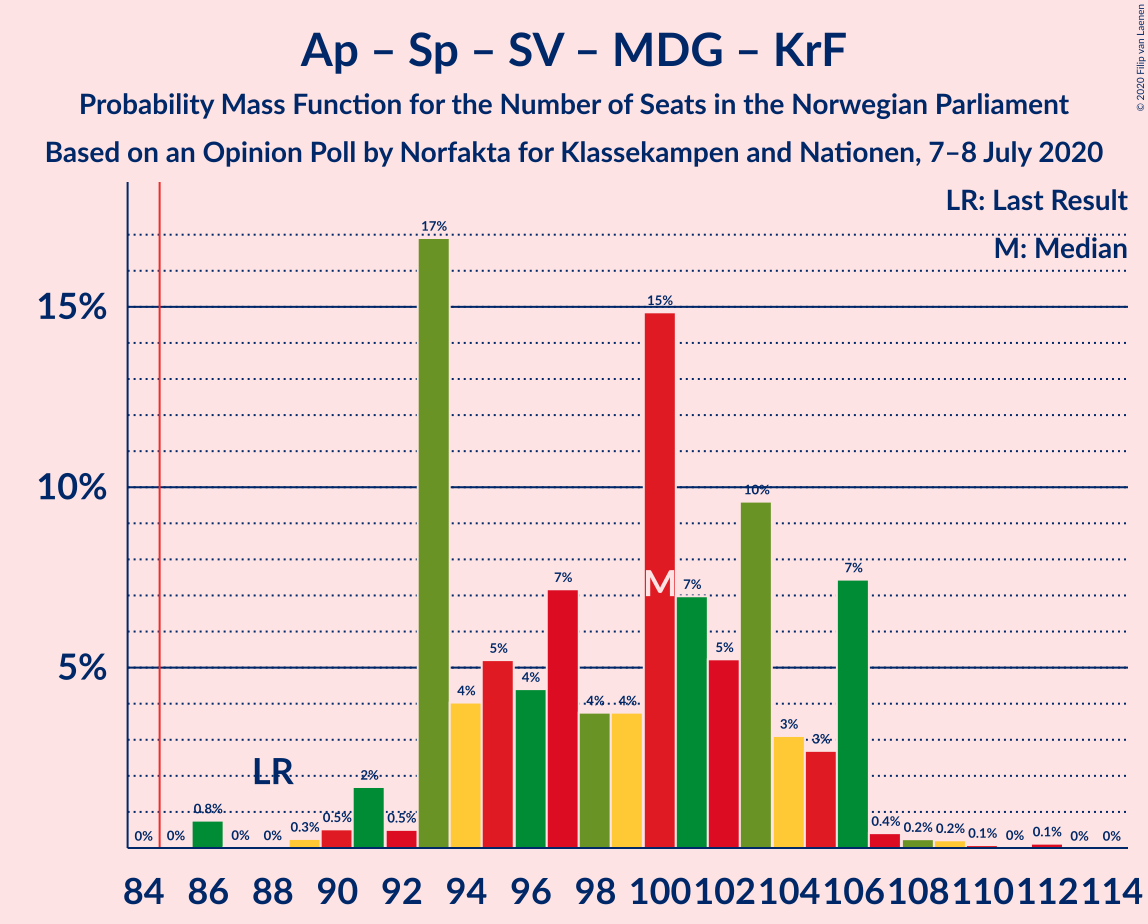 Ap – Sp – SV – MDG – KrF
Probability Mass Function for the Number of Seats in the Norwegian Parliament
Based on an Opinion Poll by Norfakta for Klassekampen and Nationen, 7–8 July 2020
© 2020 Filip van Laenen
LR: Last Result
M: Median
15%
10%
5%
0% 0% 0.8% 0% 0% 0.3% 0.5% 2% 0.5% 17% 4% 5% 4% 7% 4% 4% 15% 7% 5% 10% 3% 3% 7% 0.4% 0.2% 0.2% 0.1% 0% 0.1% 0% 0%
LR
M
84 86 88 90 92 94 96 98 100 102 104 106 108 110 112 114